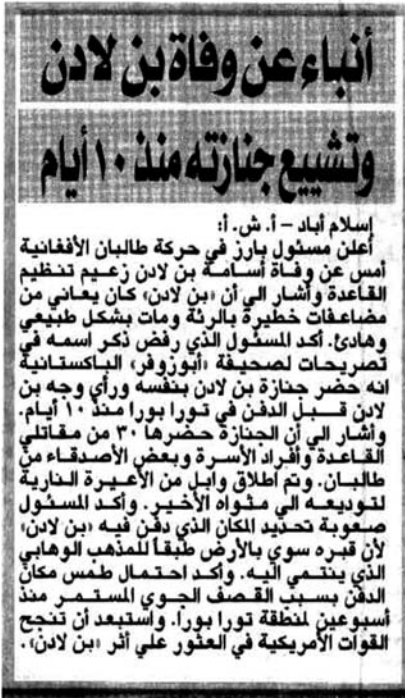 أنباء عن وفاة بن لادن
وتشييع جنازته منذ ١٠ أيام
إسلام أباد – أ. ش. أ:
أعلن مسئول بارز في حركة طالبان الأفغانية
أمس عن وفاة أسامة بن لادن زعيم تنظيم
القاعدة وأشار الي أن «بن لادن» كان يعاني من
مضاعفات خطيرة بالرئة ومات بشكل طبيعي
وهادئ. أكد المسئول الذي رفض ذكر اسمه في
تصريحات لصحيفة «أبوزوفر» الباكستانية
انه حضر جنازة بن لادن بنفسه ورأي وجه بن
لادن قبل الدفن في تورا بورا منذ ١٠ أيام.
وأشار الي أن الجنازة حضرها ٣٠ من مقاتلي
القاعدة وأفراد الأسرة وبعض الأصدقاء من
طالبان. وتم اطلاق وابل من الأعيرة النارية
لتوديعه الي مثواه الأخير. وأكد المسئول
صعوبة تحديد المكان الذي دفن فيه «بن لادن»
لأن قبره سوي بالأرض طبقاً للمذهب الوهابي
الذي ينتمي اليه. وأكد احتمال طمس مكان
الدفن بسبب القصف الجوي المستمر منذ
أسبوعين لمنطقة تورا بورا. واستبعد أن تنجح
القوات الأمريكية في العثور علي أثر «بن لادن».